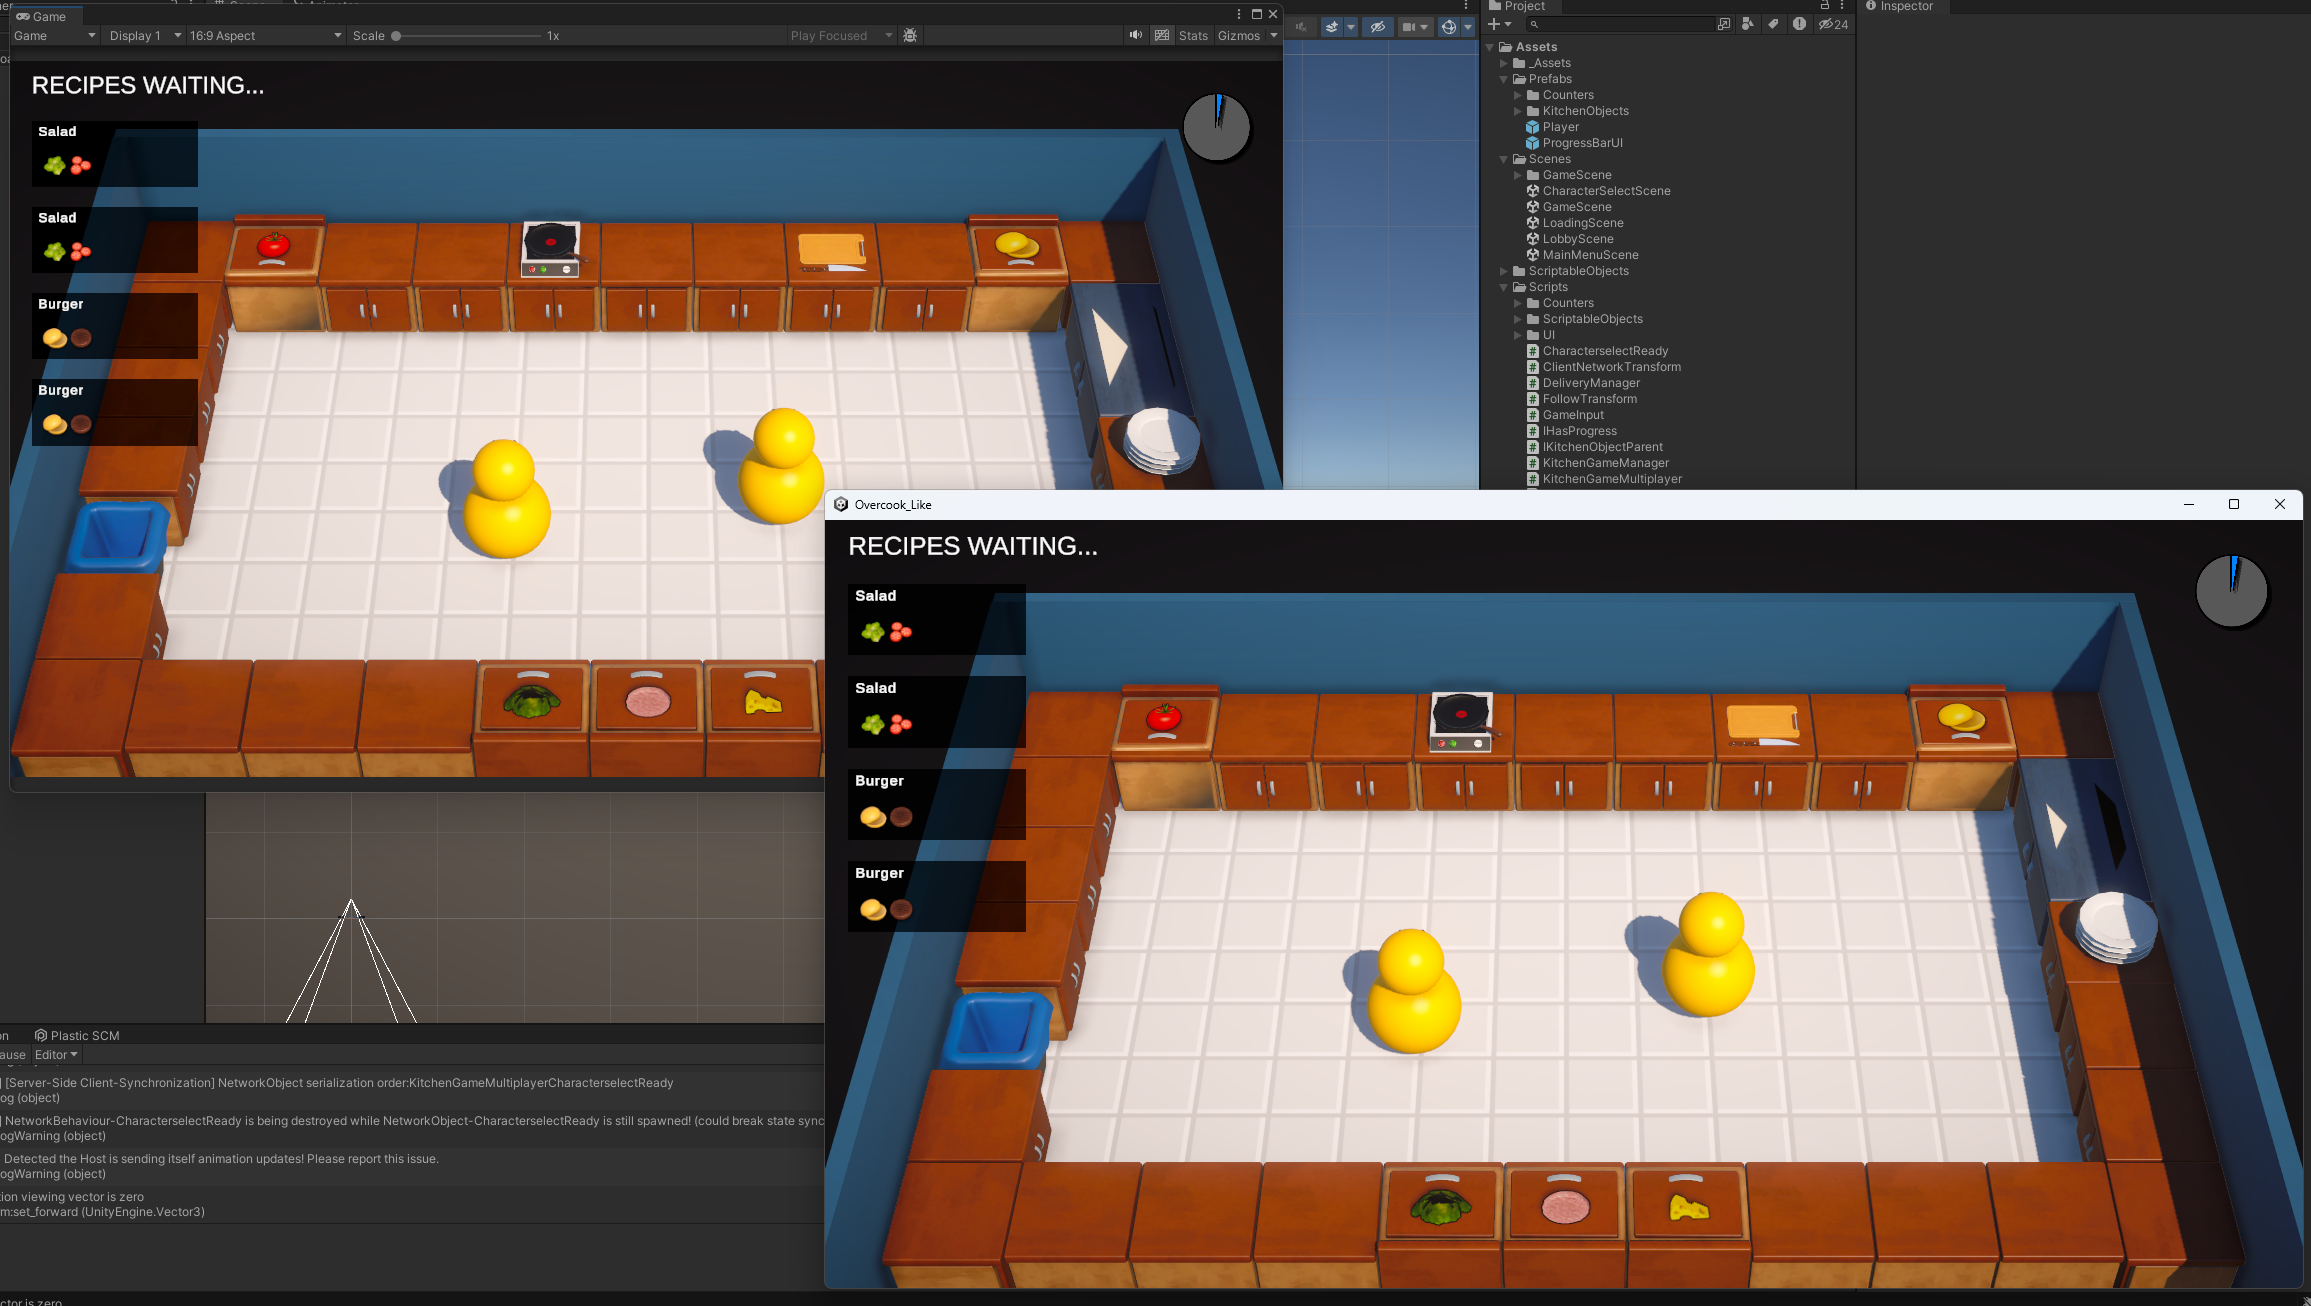 Game
Game
Display 1
16:9 Aspect
Scale
1x
Play Focused
Stats
Gizmos
RECIPES WAITING...
Salad
Salad
Burger
Burger
Project
24
Assets
_Assets
Prefabs
Counters
KitchenObjects
Player
ProgressBarUI
Scenes
GameScene
CharacterSelectScene
GameScene
LoadingScene
LobbyScene
MainMenuScene
ScriptableObjects
Scripts
Counters
ScriptableObjects
UI
CharacterselectReady
ClientNetworkTransform
DeliveryManager
FollowTransform
GameInput
IHasProgress
IKitchenObjectParent
KitchenGameManager
KitchenGameMultiplayer
Inspector
Overcook_Like
RECIPES WAITING...
Salad
Salad
Burger
Burger
on
Plastic SCM
ause
Editor
] [Server-Side Client-Synchronization] NetworkObject serialization order:KitchenGameMultiplayerCharacterselectReady
og (object)
] NetworkBehaviour-CharacterselectReady is being destroyed while NetworkObject-CharacterselectReady is still spawned! (could break state sync
ogWarning (object)
Detected the Host is sending itself animation updates! Please report this issue.
ogWarning (object)
tion viewing vector is zero
m:set_forward (UnityEngine.Vector3)
ctor is zero